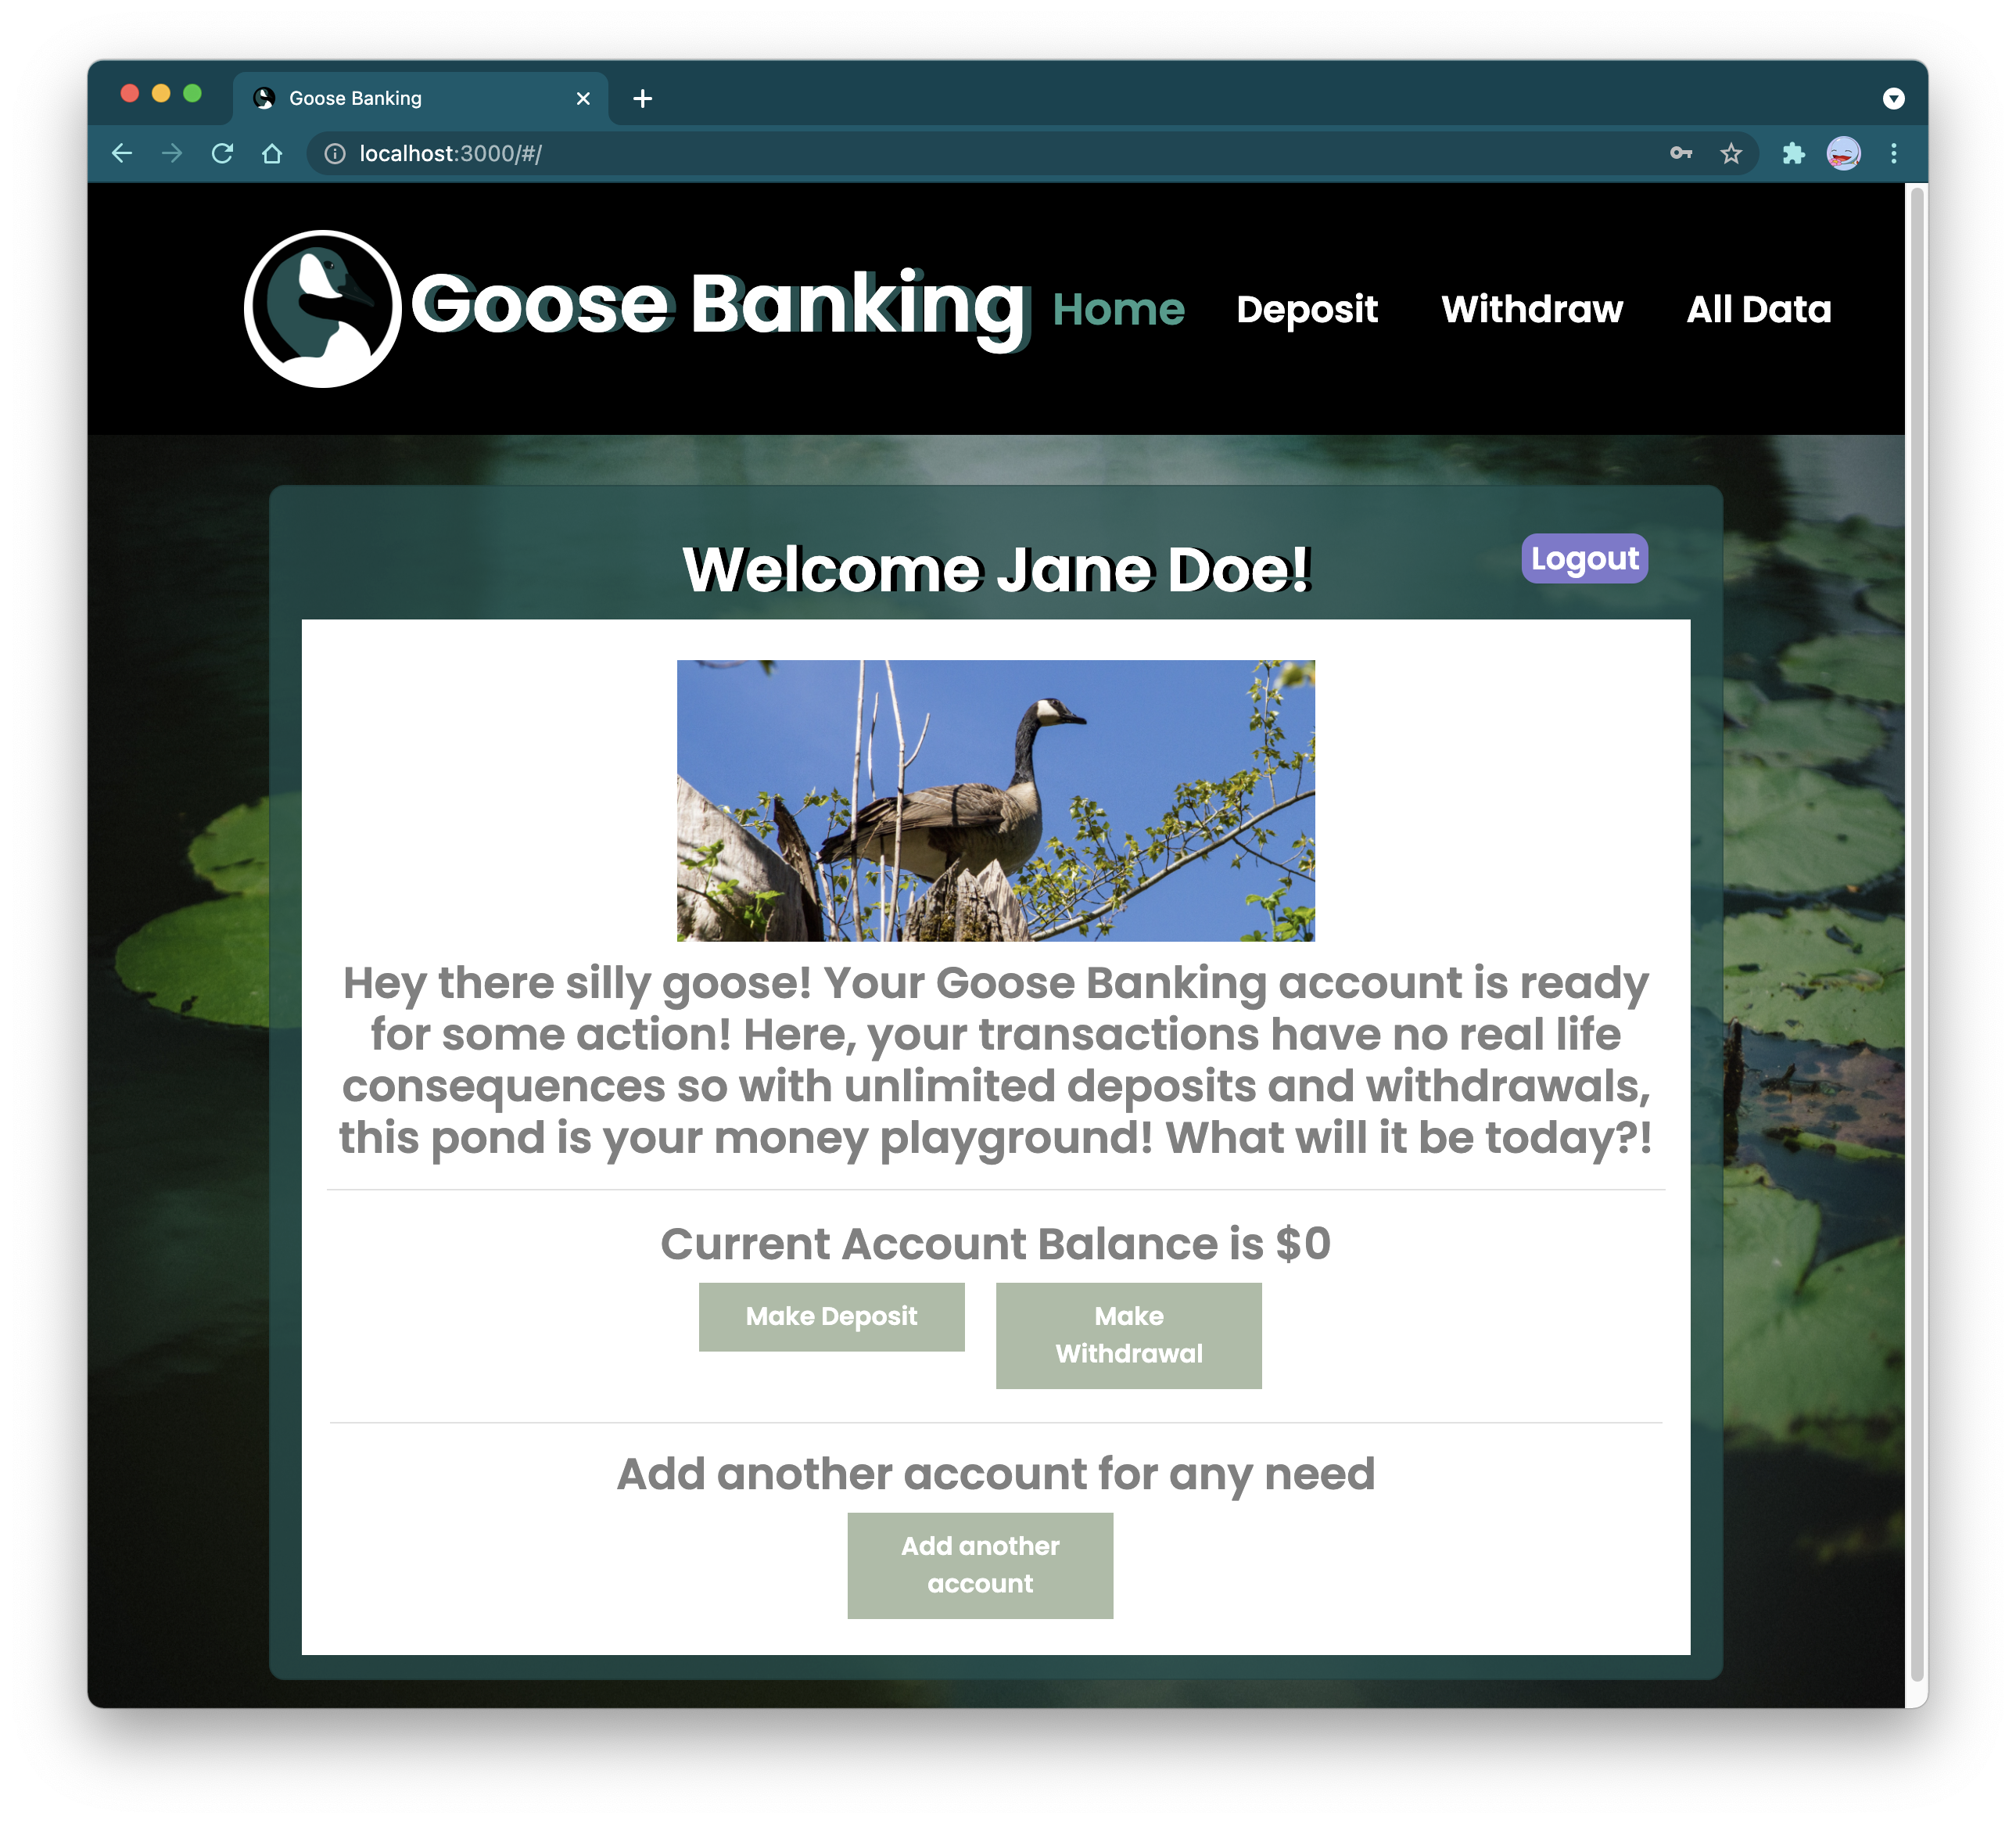 Goose Banking
localhost:3000/#/
Goose Banking
Home Deposit Withdraw All Data
Welcome Jane Doe!
Logout
Hey there silly goose! Your Goose Banking account is ready
for some action! Here, your transactions have no real life
consequences so with unlimited deposits and withdrawals,
this pond is your money playground! What will it be today?!
Current Account Balance is $0
Make Deposit
Make
Withdrawal
Add another account for any need
Add another
account